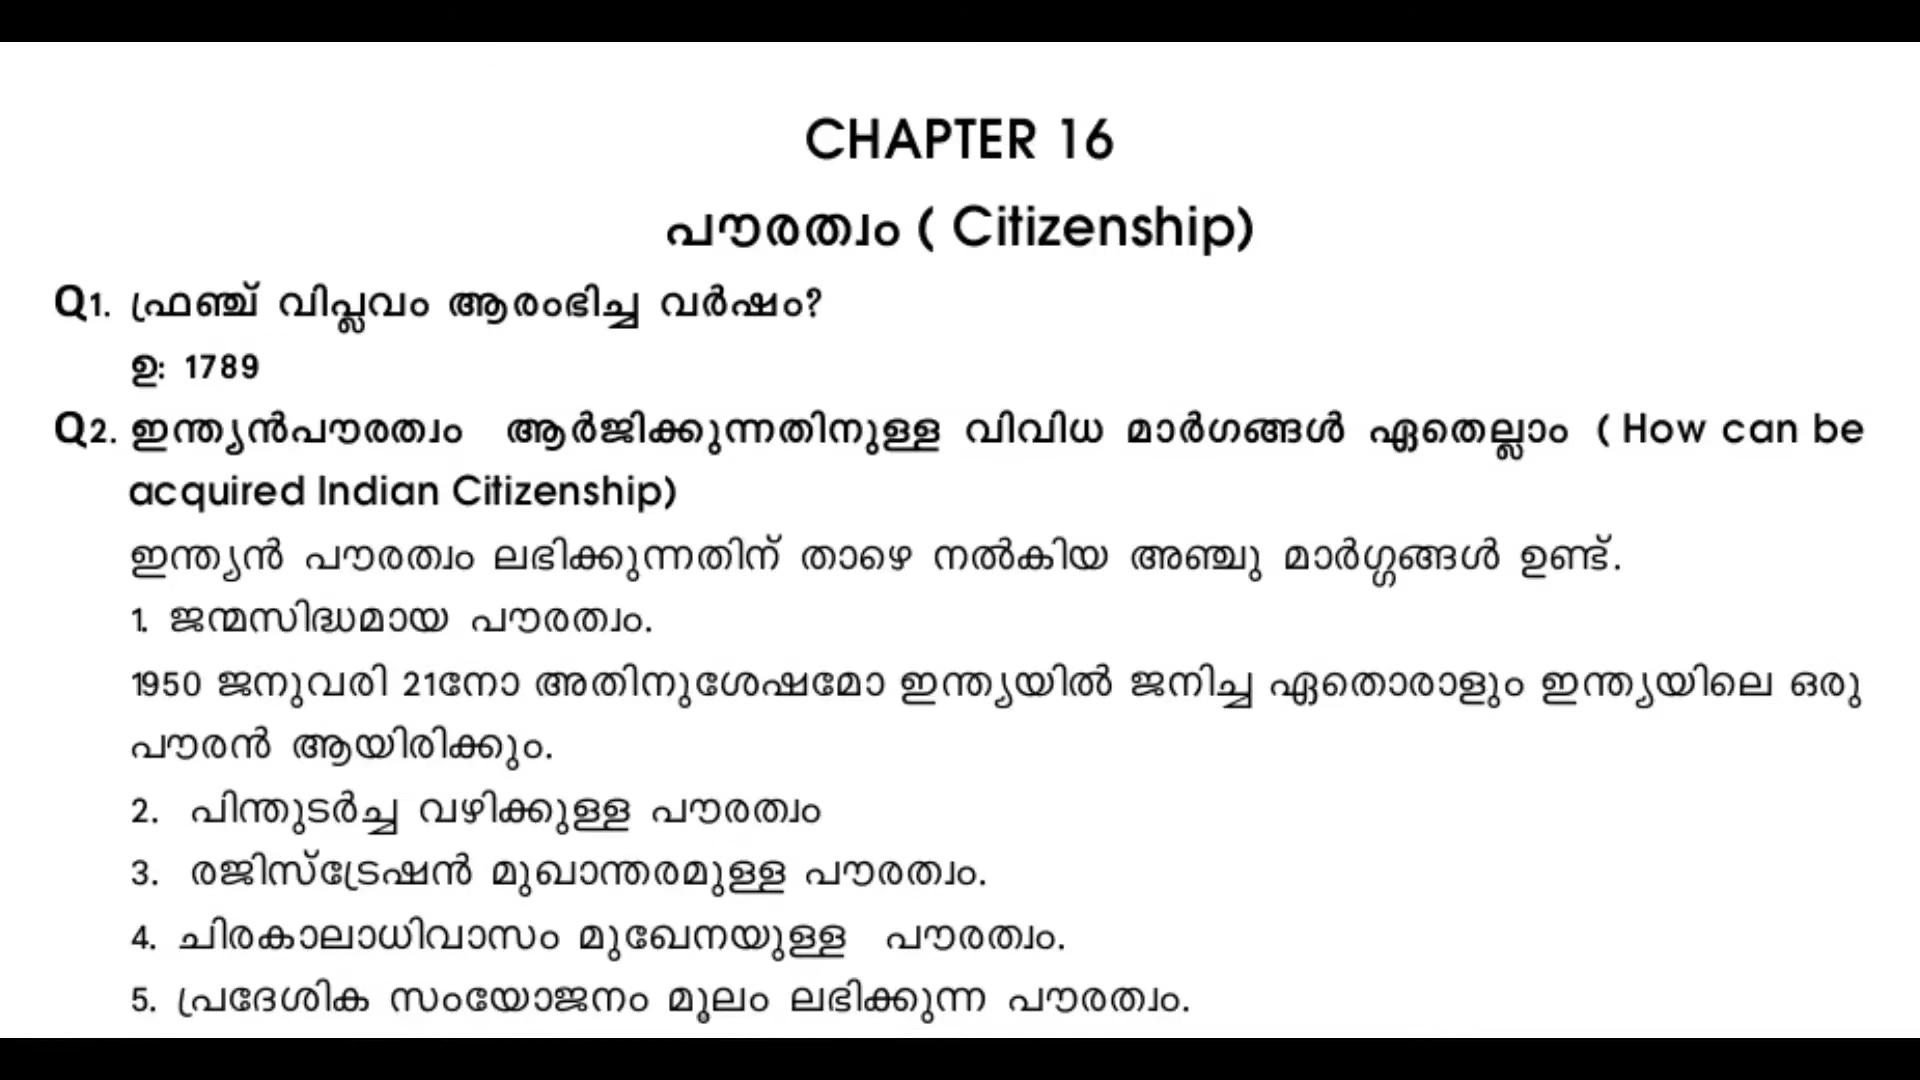 CHAPTER 16
പൗരത്വം ( Citizenship)
Q1. ഫ്രഞ്ച് വിപ്ലവം ആരംഭിച്ച വർഷം?
ഉ: 1789
Q2. ഇന്ത്യൻപൗരത്വം ആർജിക്കുന്നതിനുള്ള വിവിധ മാർഗങ്ങൾ ഏതെല്ലാം ( How can be
acquired Indian Citizenship)
ഇന്ത്യൻ പൗരത്വം ലഭിക്കുന്നതിന് താഴെ നൽകിയ അഞ്ചു മാർഗ്ഗങ്ങൾ ഉണ്ട്.
1. ജന്മസിദ്ധമായ പൗരത്വം.
1950 ജനുവരി 21നോ അതിനുശേഷമോ ഇന്ത്യയിൽ ജനിച്ച ഏതൊരാളും ഇന്ത്യയിലെ ഒരു
പൗരൻ ആയിരിക്കും.
2. പിന്തുടർച്ച വഴിക്കുള്ള പൗരത്വം
3. രജിസ്ട്രേഷൻ മുഖാന്തരമുള്ള പൗരത്വം.
4. ചിരകാലാധിവാസം മുഖേനയുള്ള പൗരത്വം.
5. പ്രദേശിക സംയോജനം മൂലം ലഭിക്കുന്ന പൗരത്വം.